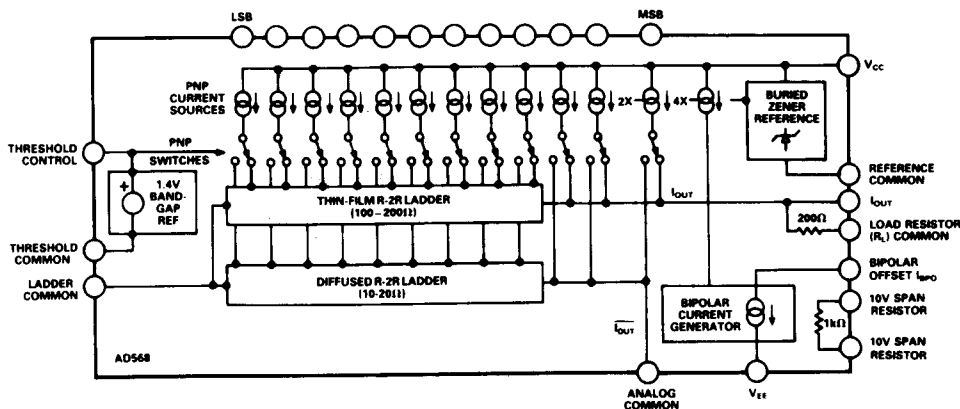 LSB
MSB
PNP
CURRENT
SOURCES
2X
4X
VCC
BURIED
ZENER
REFERENCE
THRESHOLD
CONTROL
PNP
SWITCHES
+
1.4V
BAND-
GAP
REF
THIN-FILM R-2R LADDER
(100 – 200Ω)
IOUT
REFERENCE
COMMON
IOUT
200Ω
LOAD RESISTOR
(RL) COMMON
THRESHOLD
COMMON
LADDER
COMMON
DIFFUSED R-2R LADDER
(10-20Ω)
IOUT
BIPOLAR
CURRENT
GENERATOR
BIPOLAR
OFFSET IBPO
10V SPAN
RESISTOR
1kΩ
10V SPAN
RESISTOR
AD568
ANALOG
COMMON
VEE